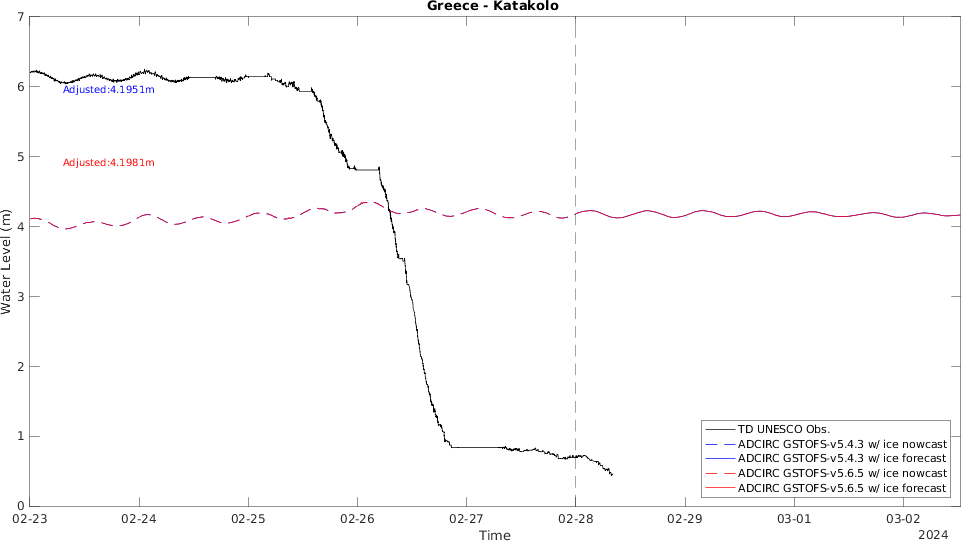 Greece - Katakolo
7
6
5
4
3
2
1
0
Water Level (m)
Adjusted:4.1951m
Adjusted:4.1981m
TD UNESCO Obs.
ADCIRC GSTOFS-v5.4.3 w/ ice nowcast
ADCIRC GSTOFS-v5.4.3 w/ ice forecast
ADCIRC GSTOFS-v5.6.5 w/ ice nowcast
ADCIRC GSTOFS-v5.6.5 w/ ice forecast
02-23 02-24 02-25 02-26 02-27 02-28 02-29 03-01 03-02
Time
2024